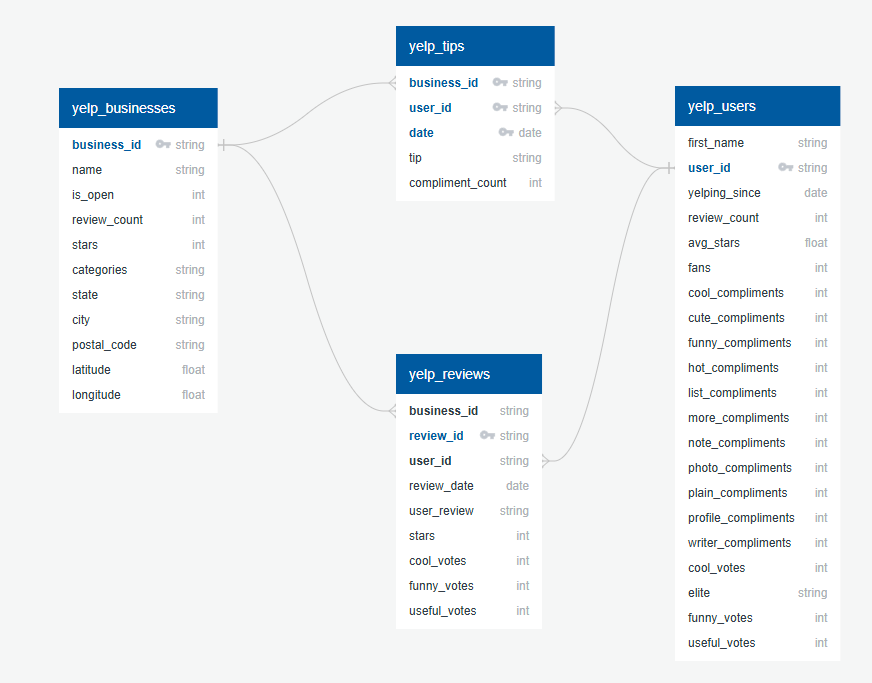 yelp_businesses
business_id string
name string
is_open int
review_count int
stars int
categories string
state string
city string
postal_code string
latitude float
longitude float
yelp_tips
business_id string
user_id string
date date
tip string
compliment_count int
yelp_reviews
business_id string
review_id string
user_id string
review_date date
user_review string
stars int
cool_votes int
funny_votes int
useful_votes int
yelp_users
first_name string
user_id string
yelping_since date
review_count int
avg_stars float
fans int
cool_compliments int
cute_compliments int
funny_compliments int
hot_compliments int
list_compliments int
more_compliments int
note_compliments int
photo_compliments int
plain_compliments int
profile_compliments int
writer_compliments int
cool_votes int
elite string
funny_votes int
useful_votes int